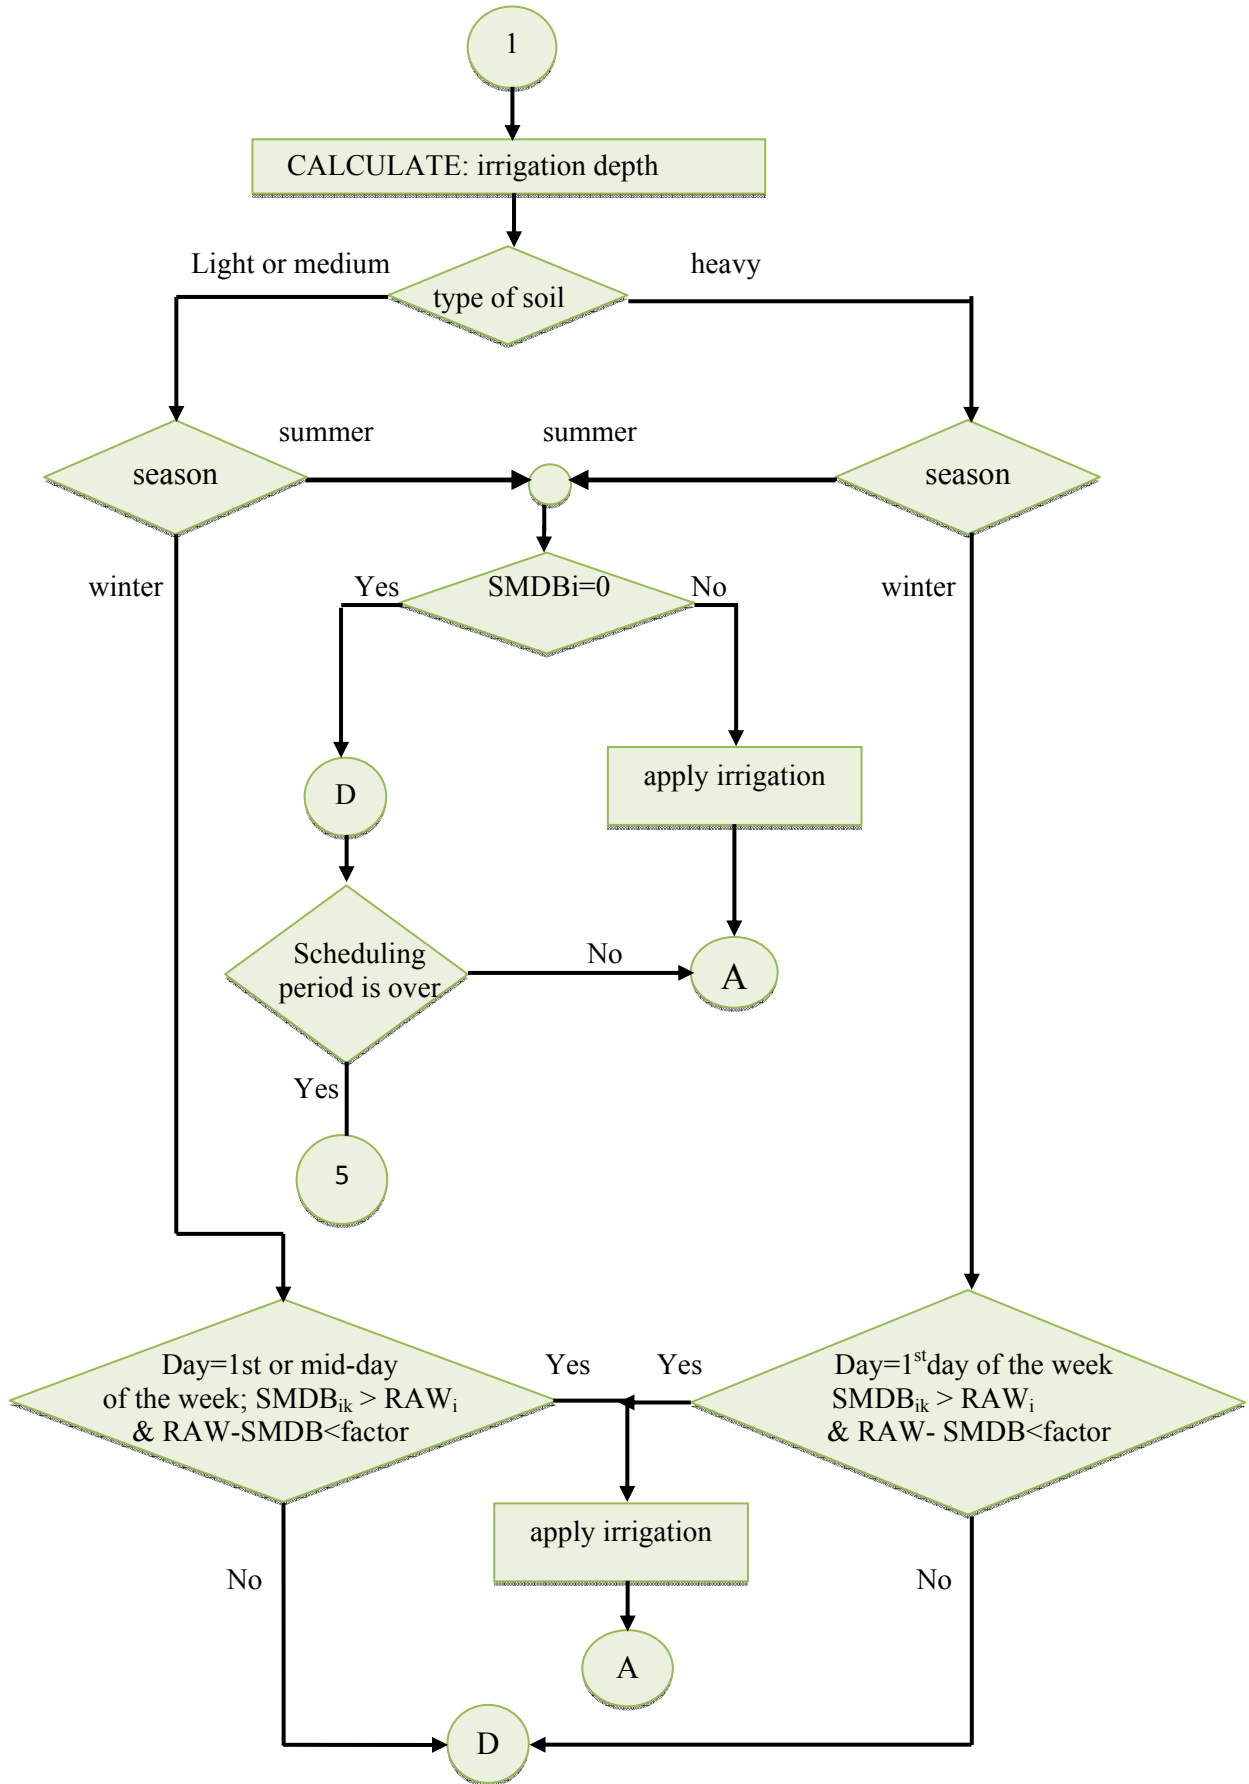 1
CALCULATE: irrigation depth
Light or medium
heavy
type of soil
summer
summer
season
season
winter
Yes
SMDBi=0
No
winter
D
apply irrigation
Scheduling
period is over
No
A
Yes
5
Day=1st or mid-day
of the week; SMDBik > RAWi
& RAW-SMDB<factor
Yes
Yes
Day=1st day of the week
SMDBik > RAWi
& RAW- SMDB<factor
apply irrigation
No
No
A
D